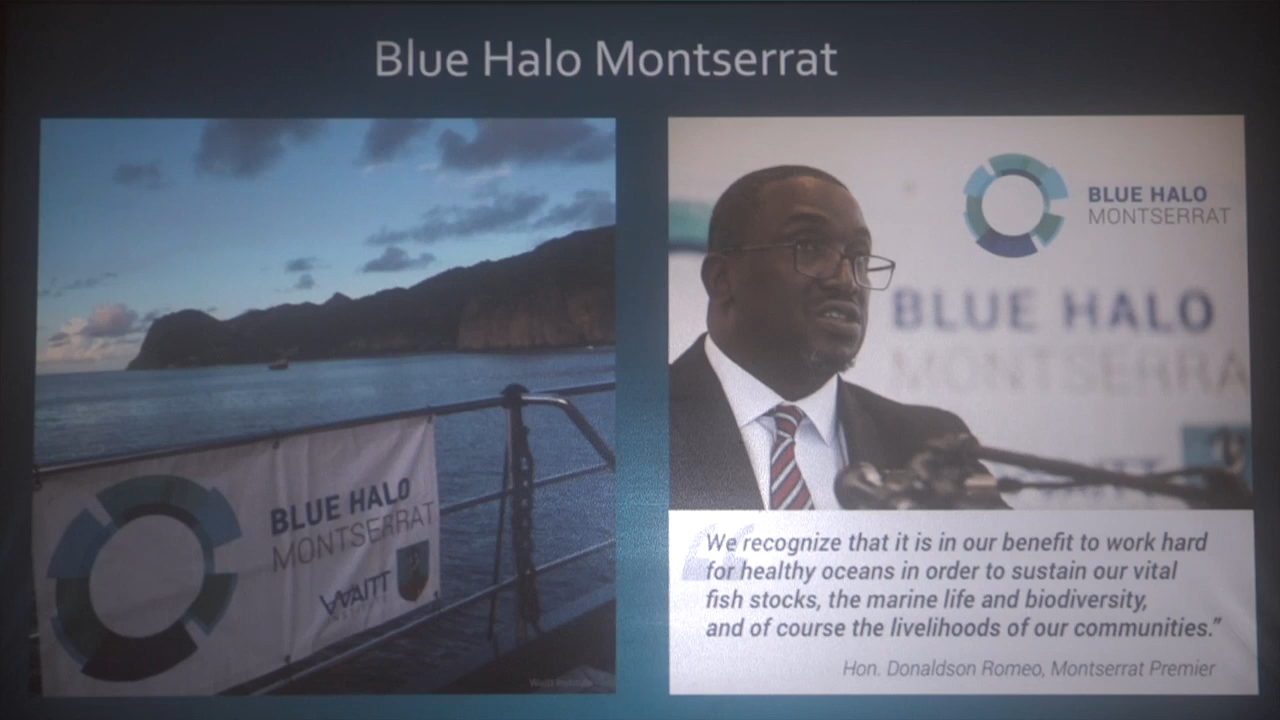 Blue Halo Montserrat
BLUE HALO
MONTSERRAT
WAITT
BLUE HALO
MONTSERRAT
BLUE HALO
MONTSERRA
We recognize that it is in our benefit to work hard
for healthy oceans in order to sustain our vital
fish stocks, the marine life and biodiversity,
and of course the livelihoods of our communities.”
Hon. Donaldson Romeo, Montserrat Premier